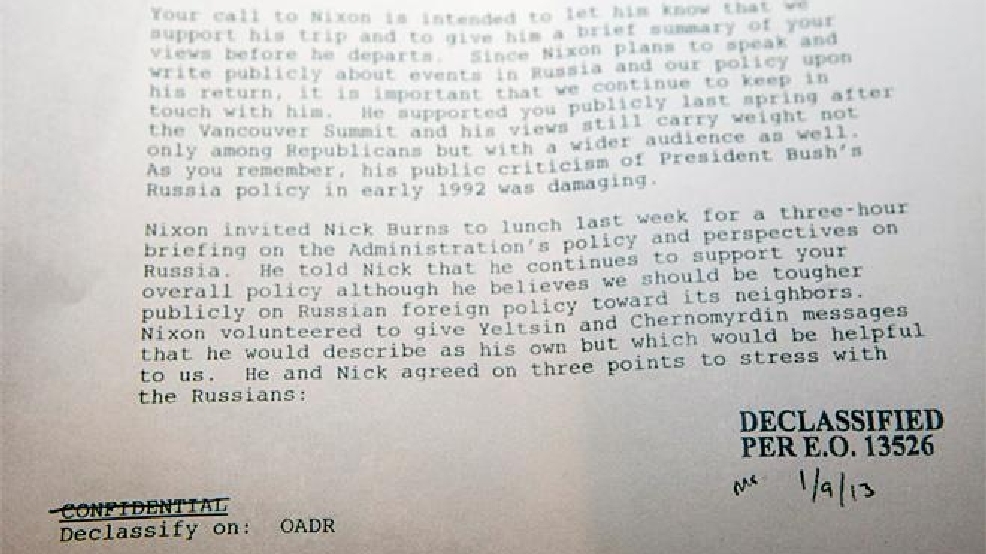 Your call to Nixon is intended to let him know that we
support his trip and to give him a brief summary of your
views before he departs. Since Nixon plans to speak and
write publicly about events in Russia and our policy upon
his return, it is important that we continue to keep in
touch with him. He supported you publicly last spring after
the Vancouver Summit and his views still carry weight not
only among Republicans but with a wider audience as well.
As you remember, his public criticism of President Bush's
Russia policy in early 1992 was damaging.
Nixon invited Nick Burns to lunch last week for a three-hour
briefing on the Administration's policy and perspectives on
Russia. He told Nick that he continues to support your
overall policy although he believes we should be tougher
publicly on Russian foreign policy toward its neighbors.
Nixon volunteered to give Yeltsin and Chernomyrdin messages
that he would describe as his own but which would be helpful
to us. He and Nick agreed on three points to stress with
the Russians:
DECLASSIFIED
PER E.O. 13526
1/9/13
CONFIDENTIAL
Declassify on: OADR